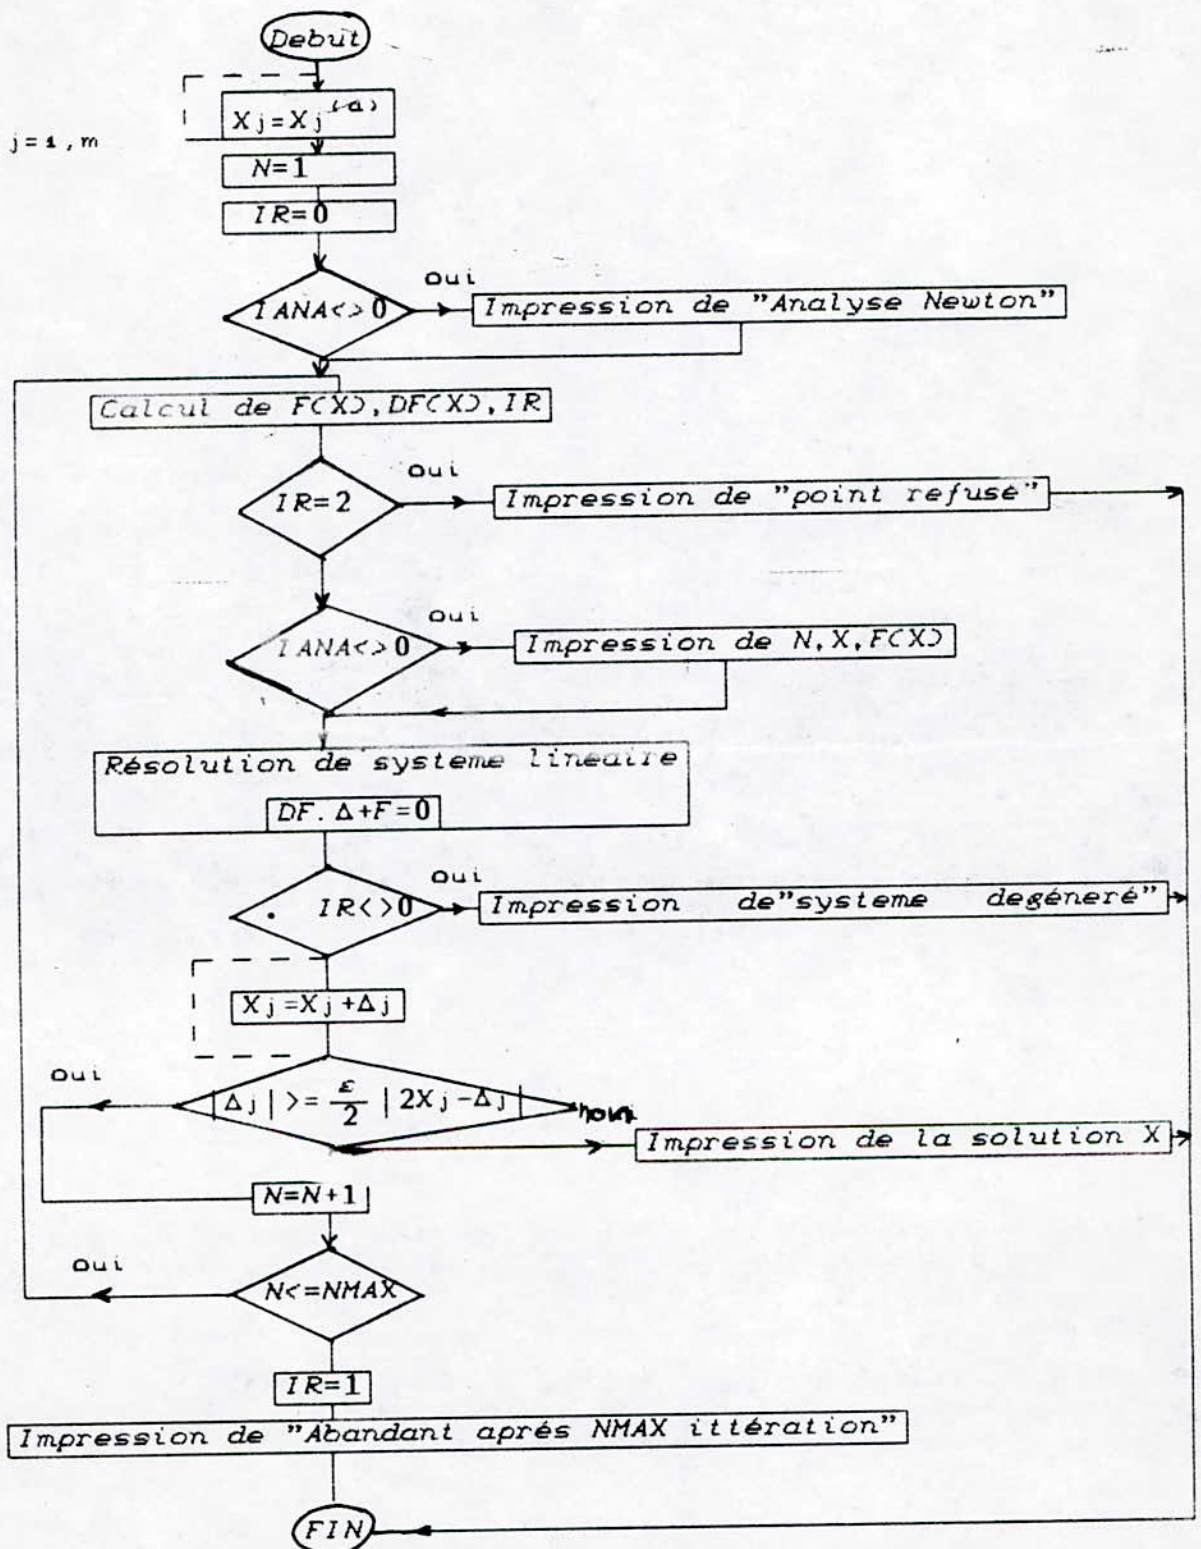 Debut
Xj=Xj(a)
j=1,m
N=1
IR=0
IANA<>0
Oui
Impression de "Analyse Newton"
Calcul de F(X),DF(X),IR
IR=2
Oui
Impression de "point refusé"
IANA<>0
Oui
Impression de N,X,F(X)
Résolution de systeme lineaire
DF.Δ+F=0
IR<>0
Oui
Impression de"systeme degéneré"
Xj=Xj+Δj
Oui
|Δj| >= ε/2 | 2Xj-Δj|
non
Impression de la solution X
N=N+1
Oui
N<=NMAX
IR=1
Impression de "Abandant aprés NMAX ittération"
FIN